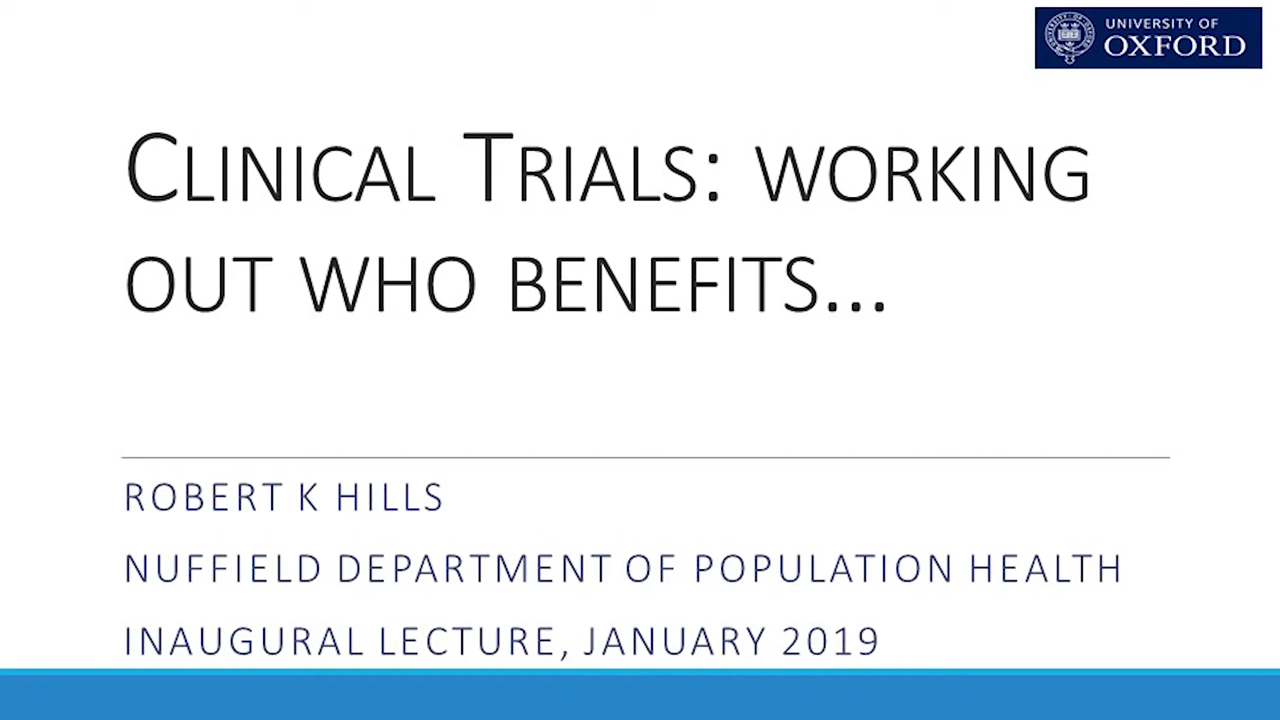 UNIVERSITY OF
OXFORD
CLINICAL TRIALS: WORKING
OUT WHO BENEFITS...
ROBERT K HILLS
NUFFIELD DEPARTMENT OF POPULATION HEALTH
INAUGURAL LECTURE, JANUARY 2019